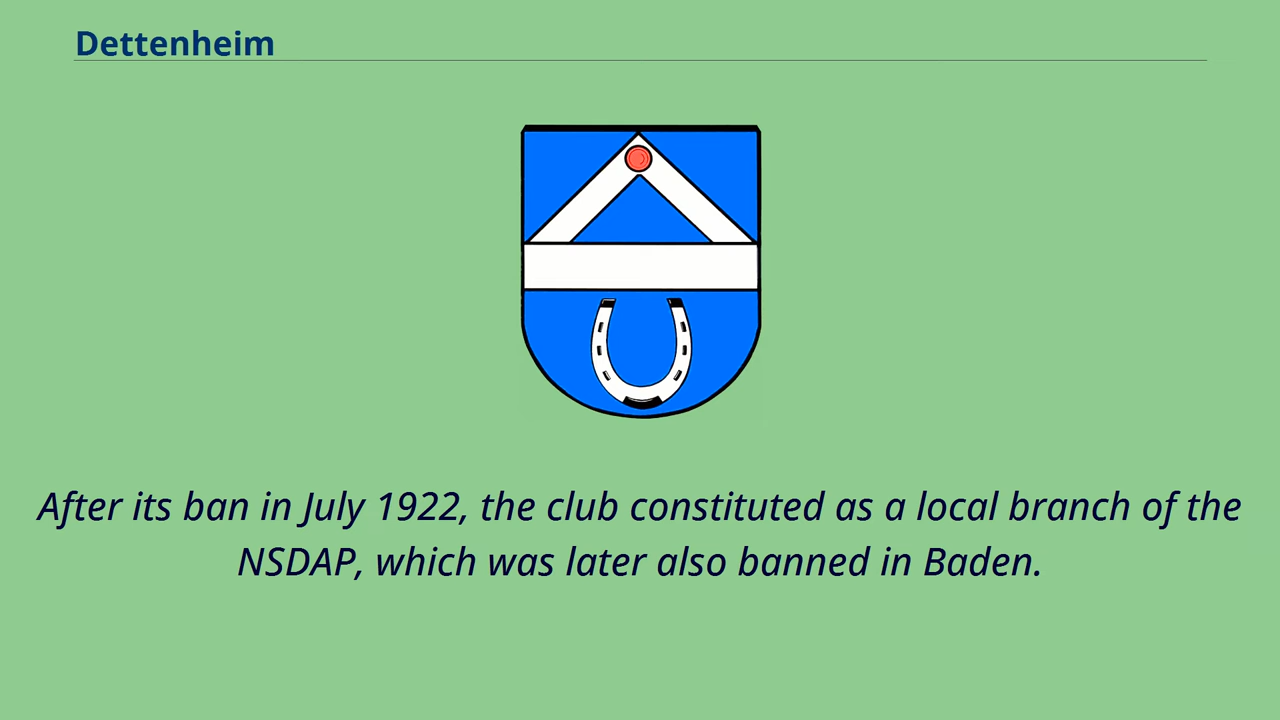 Dettenheim
After its ban in July 1922, the club constituted as a local branch of the
NSDAP, which was later also banned in Baden.